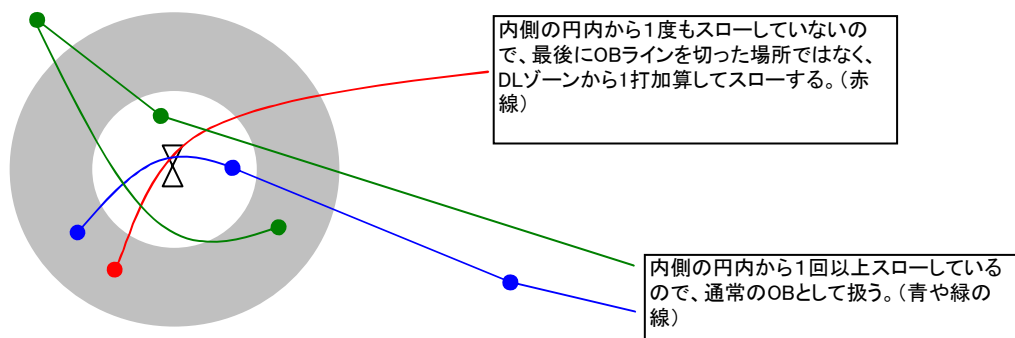 内側の円内から１度もスローしていないの
で、最後にOBラインを切った場所ではなく、
DLゾーンから1打加算してスローする。（赤
線）
内側の円内から１回以上スローしている
ので、通常のOBとして扱う。（青や緑の
線）